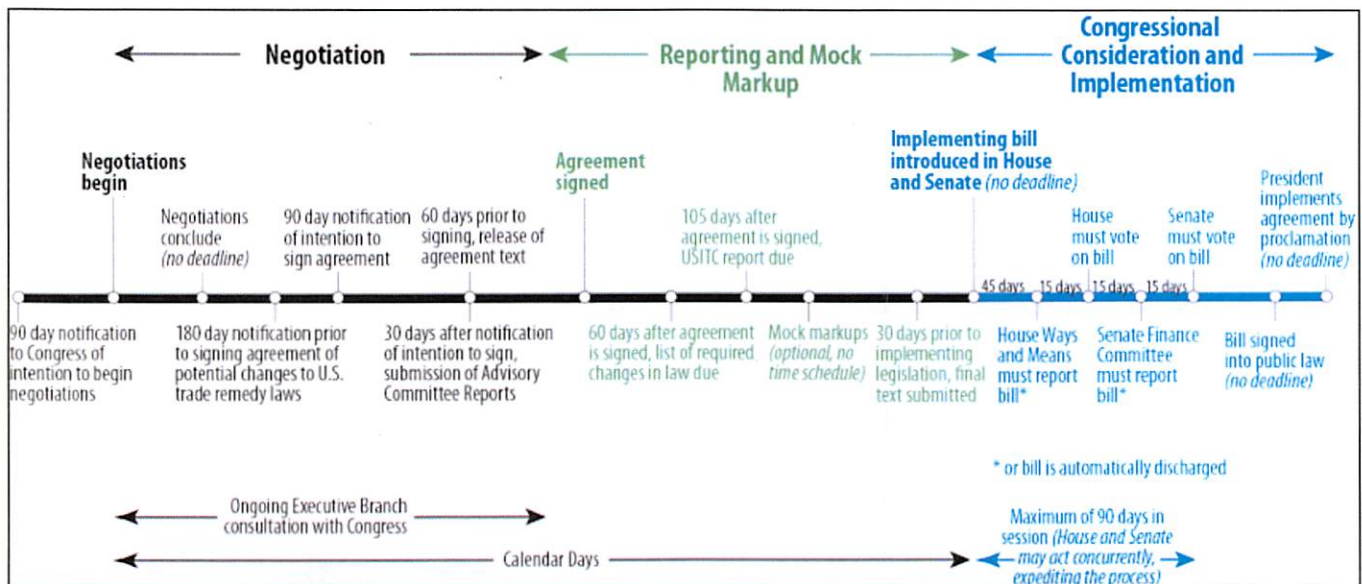 Negotiation
Reporting and Mock
Markup
Congressional
Consideration and
Implementation
Negotiations
begin
Negotiations
conclude
(no deadline)
90 day notification
of intention to
sign agreement
60 days prior to
signing, release of
agreement text
Agreement
signed
105 days after
agreement is signed,
USITC report due
Implementing bill
introduced in House
and Senate (no deadline)
House
must vote
on bill
Senate
must vote
on bill
President
implements
agreement by
proclamation
(no deadline)
45 days
15 days
15 days
15 days
90 day notification
to Congress of
intention to begin
negotiations
180 day notification prior
to signing agreement of
potential changes to U.S.
trade remedy laws
30 days after notification
of intention to sign,
submission of Advisory
Committee Reports
60 days after agreement
is signed, list of required
changes in law due
Mock markups
(optional, no
time schedule)
30 days prior to
implementing
legislation, final
text submitted
House Ways
and Means
must report
bill*
Senate Finance
Committee
must report
bill*
Bill signed
into public law
(no deadline)
* or bill is automatically discharged
Ongoing Executive Branch
consultation with Congress
Calendar Days
Maximum of 90 days in
session (House and Senate
may act concurrently,
expediting the process)